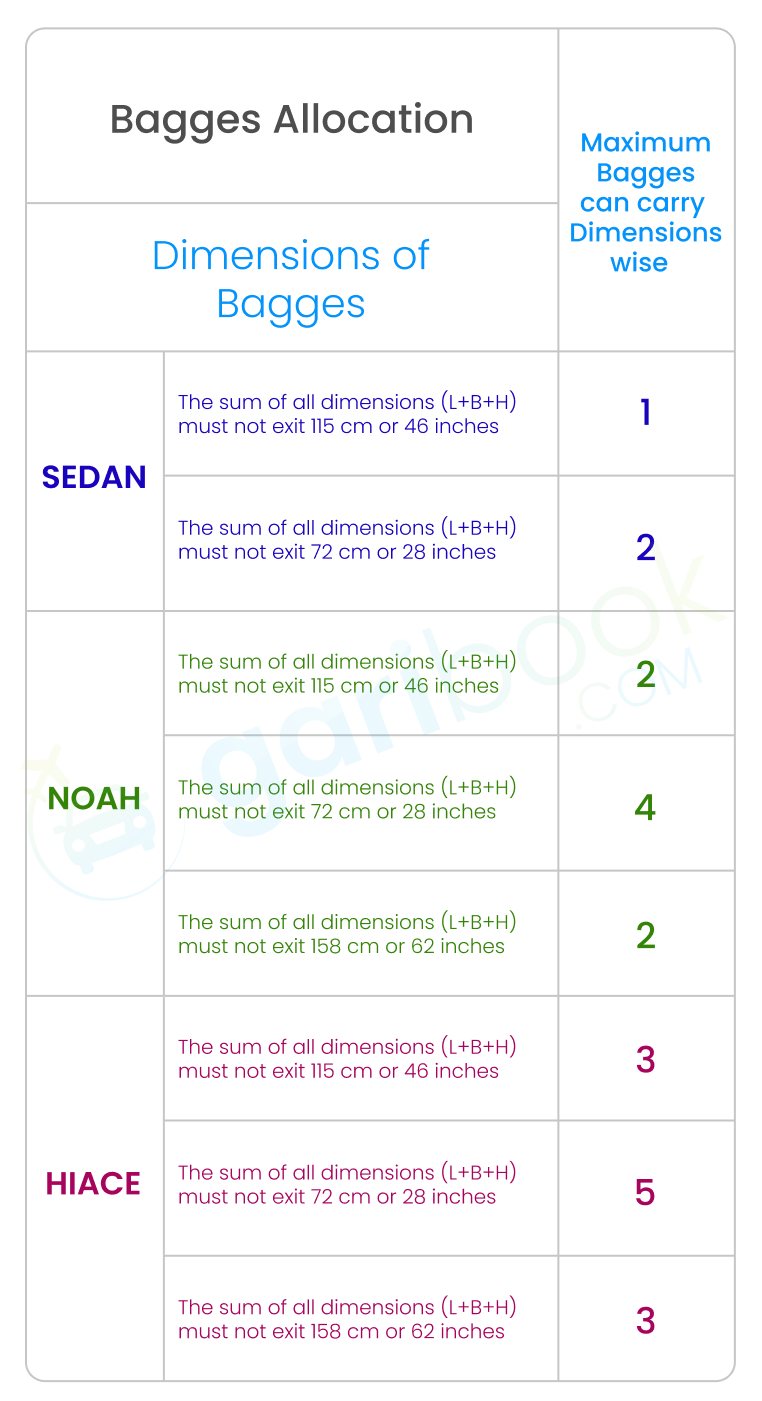 Bagges Allocation
Maximum
Bagges
can carry
Dimensions
wise
Dimensions of
Bagges
SEDAN
The sum of all dimensions (L+B+H)
must not exit 115 cm or 46 inches
1
The sum of all dimensions (L+B+H)
must not exit 72 cm or 28 inches
2
NOAH
The sum of all dimensions (L+B+H)
must not exit 115 cm or 46 inches
2
The sum of all dimensions (L+B+H)
must not exit 72 cm or 28 inches
4
The sum of all dimensions (L+B+H)
must not exit 158 cm or 62 inches
2
HIACE
The sum of all dimensions (L+B+H)
must not exit 115 cm or 46 inches
3
The sum of all dimensions (L+B+H)
must not exit 72 cm or 28 inches
5
The sum of all dimensions (L+B+H)
must not exit 158 cm or 62 inches
3
garibook
.COM